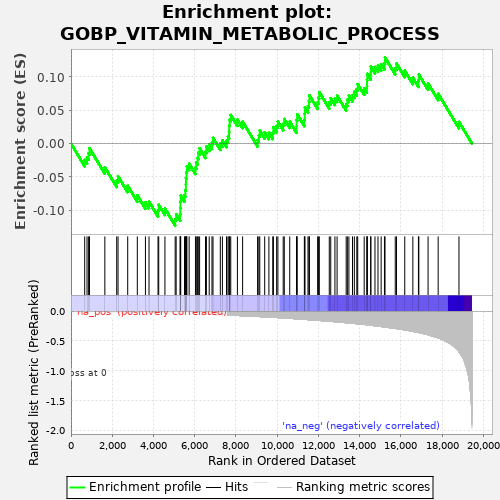 Enrichment plot:
GOBP_VITAMIN_METABOLIC_PROCESS
Enrichment score (ES)
0.10
0.05
0.00
-0.05
-0.10
Ranked list metric (PreRanked)
0.0
-0.5
-1.0
-1.5
-2.0
'na_pos' (positively correlated)
oss at 0
'na_neg' (negatively correlated)
0 2,000 4,000 6,000 8,000 10,000 12,000 14,000 16,000 18,000 20,000
Rank in Ordered Dataset
Enrichment profile Hits Ranking metric scores